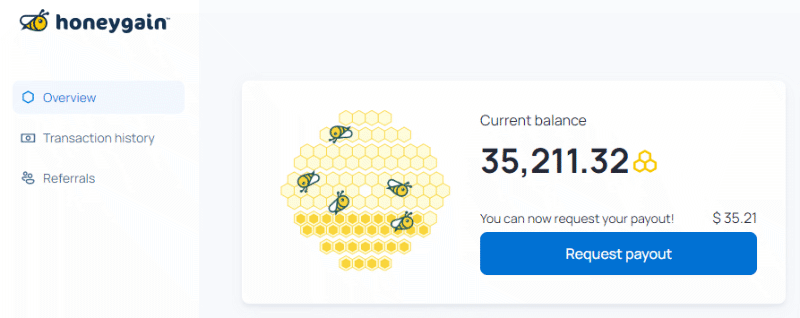 honeygain™
Overview
Transaction history
Referrals
Current balance
35,211.32
You can now request your payout! $ 35.21
Request payout